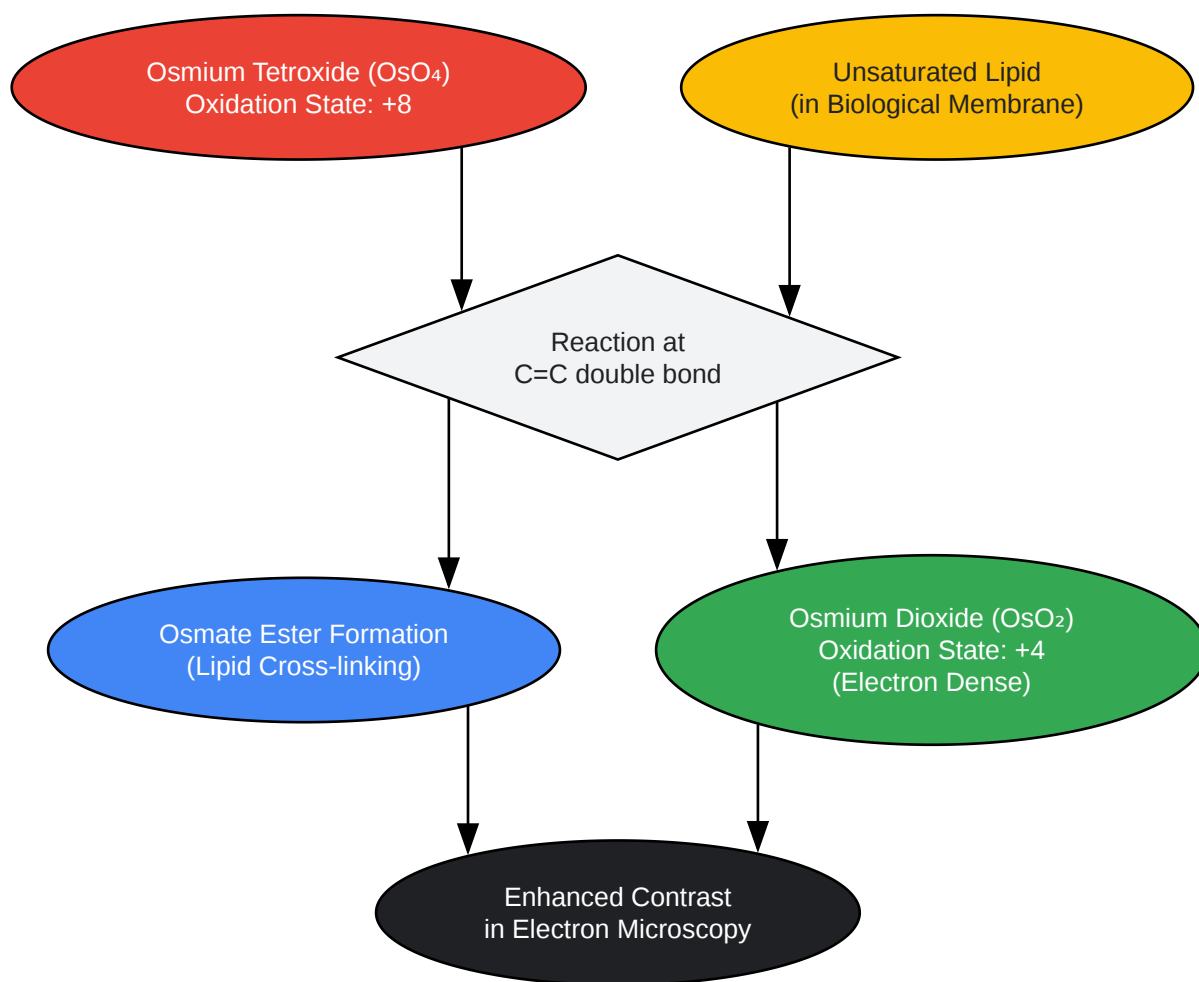 Osmium Tetroxide (OsO₄)
Oxidation State: +8
Unsaturated Lipid
(in Biological Membrane)
Reaction at
C=C double bond
Osmate Ester Formation
(Lipid Cross-linking)
Osmium Dioxide (OsO₂)
Oxidation State: +4
(Electron Dense)
Enhanced Contrast
in Electron Microscopy